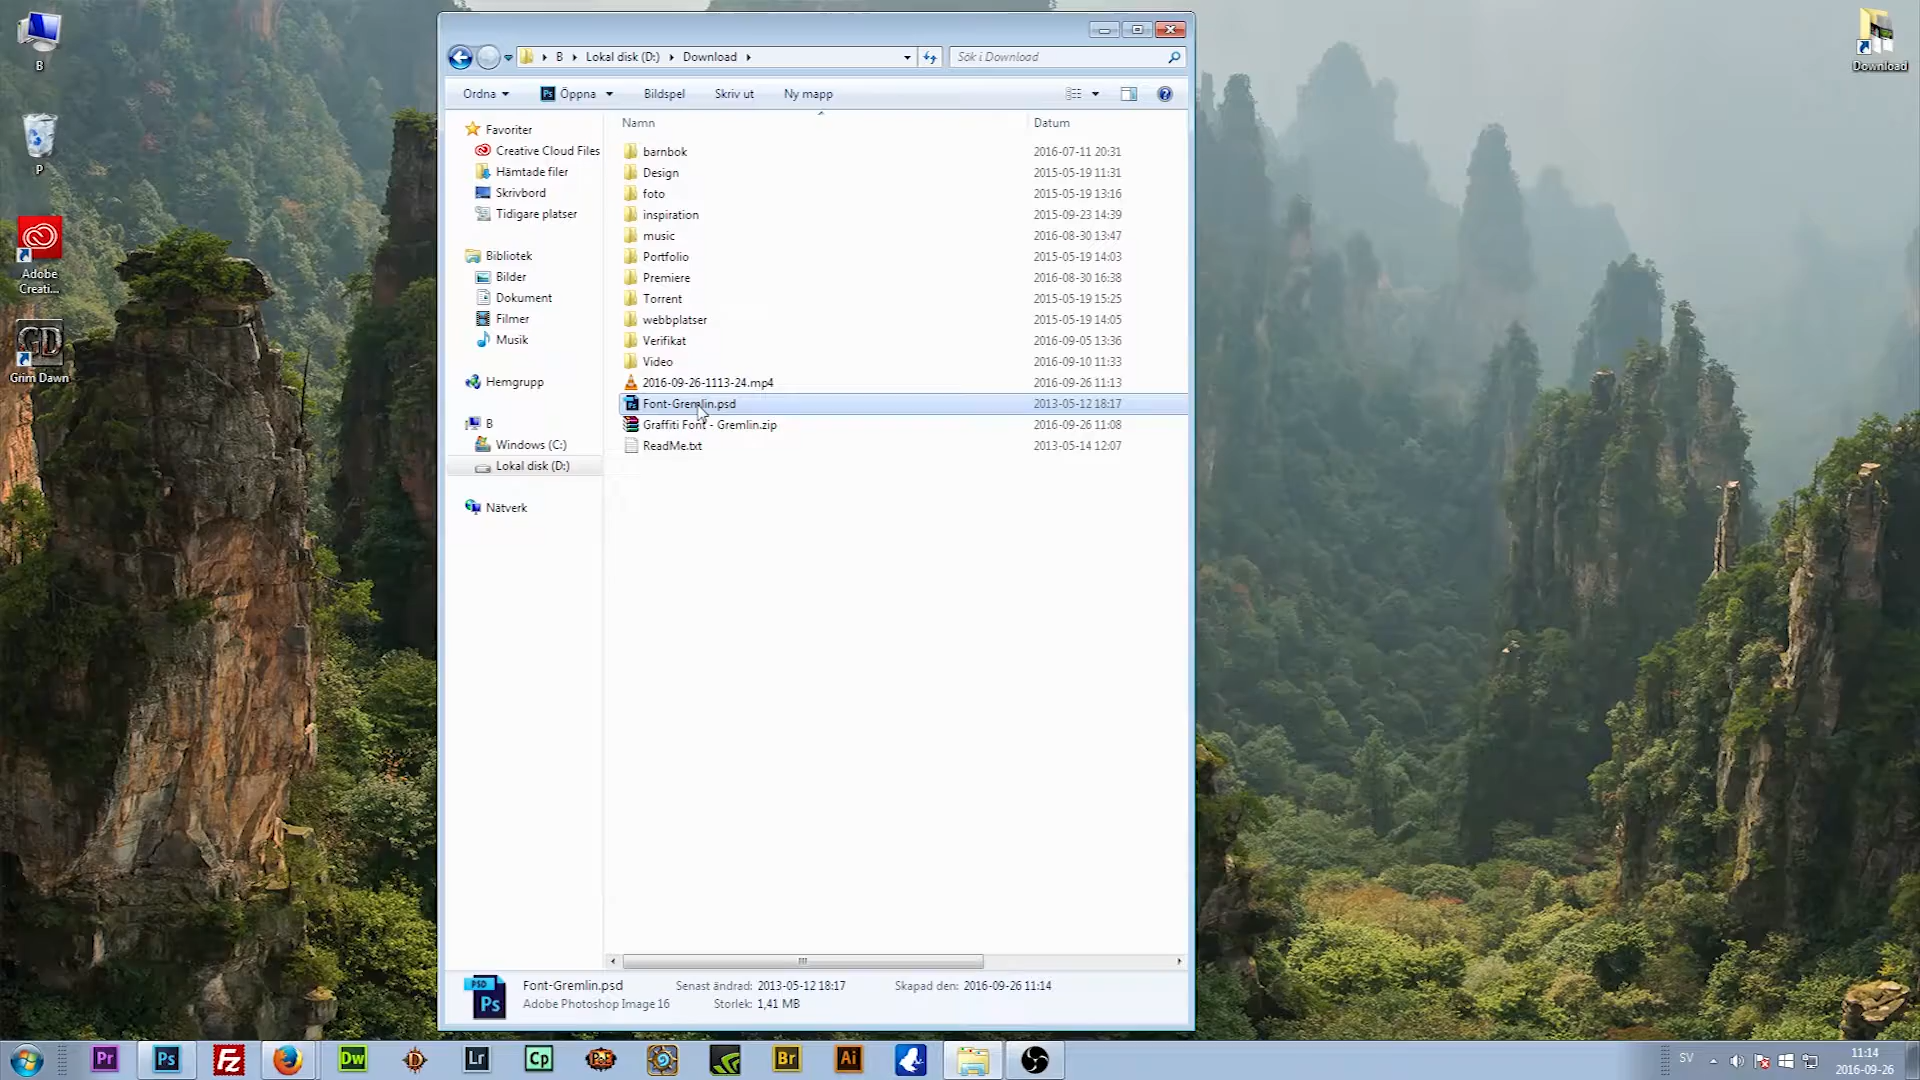 B
P
Adobe
Creati...
GD
Grim Dawn
Download
B
Lokal disk (D:)
Download
Sök i Download
Ordna
Ps
Öppna
Bildspel
Skriv ut
Ny mapp
Favoriter
Creative Cloud Files
Hämtade filer
Skrivbord
Tidigare platser
Bibliotek
Bilder
Dokument
Filmer
Musik
Hemgrupp
B
Windows (C:)
Lokal disk (D:)
Nätverk
Namn
Datum
barnbok 2016-07-11 20:31
Design 2015-05-19 11:31
foto 2015-05-19 13:16
inspiration 2015-09-23 14:39
music 2016-08-30 13:47
Portfolio 2015-05-19 14:03
Premiere 2016-08-30 16:38
Torrent 2015-05-19 15:25
webbplatser 2015-05-19 14:05
Verifikat 2016-09-05 13:36
Video 2016-09-10 11:33
2016-09-26-1113-24.mp4 2016-09-26 11:13
Font-Gremlin.psd 2013-05-12 18:17
Graffiti Font - Gremlin.zip 2016-09-26 11:08
ReadMe.txt 2013-05-14 12:07
PSD
Ps
Font-Gremlin.psd Senast ändrad: 2013-05-12 18:17 Skapad den: 2016-09-26 11:14
Adobe Photoshop Image 16 Storlek: 1,41 MB
Pr Ps FZ Dw Lr Cp PoE Br Ai
SV
11:14
2016-09-26